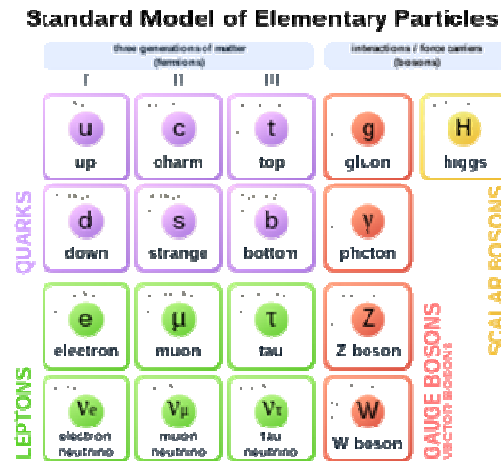 Standard Model of Elementary Particles
three generations of matter
(fermions)
interactions / force carriers
(bosons)
I II III
u c t g H
up charm top gluon higgs
d s b γ
down strange bottom photon
e μ τ Z
electron muon tau Z boson
νe νμ ντ W
electron neutrino muon neutrino tau neutrino W boson
QUARKS
LEPTONS
GAUGE BOSONS
VECTOR BOSONS
SCALAR BOSONS